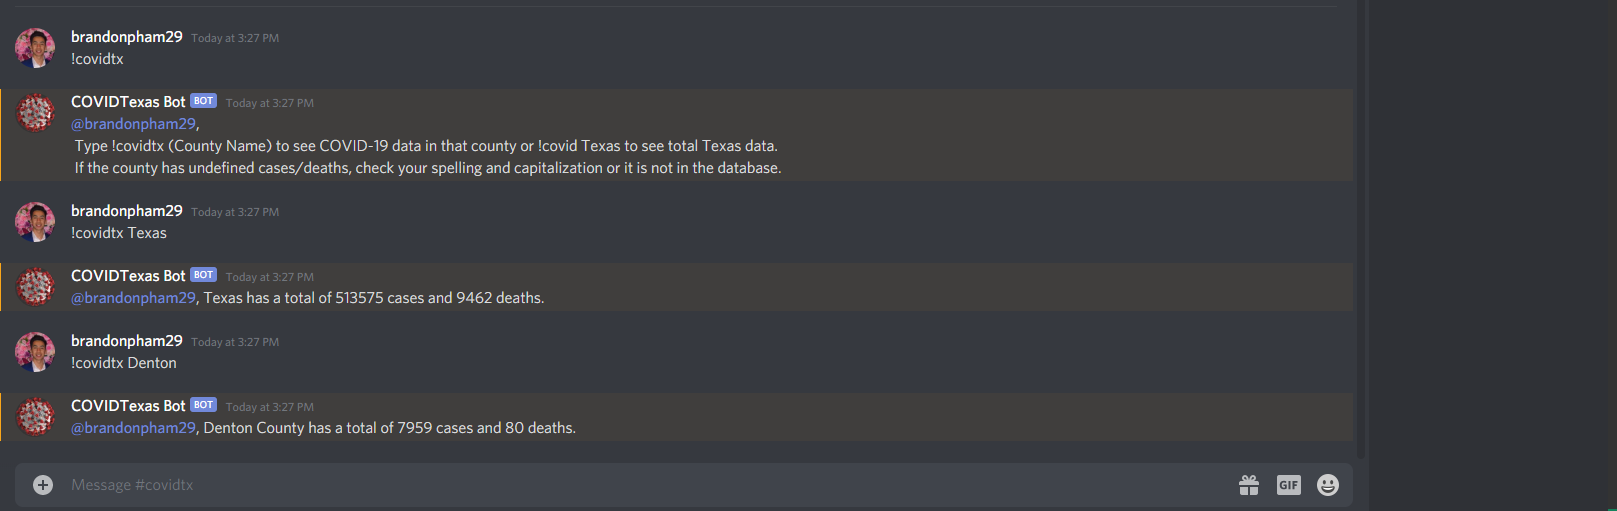 brandonpham29 Today at 3:27 PM
!covidtx
COVIDTexas Bot BOT Today at 3:27 PM
@brandonpham29,
Type !covidtx (County Name) to see COVID-19 data in that county or !covid Texas to see total Texas data.
If the county has undefined cases/deaths, check your spelling and capitalization or it is not in the database.
brandonpham29 Today at 3:27 PM
!covidtx Texas
COVIDTexas Bot BOT Today at 3:27 PM
@brandonpham29, Texas has a total of 513575 cases and 9462 deaths.
brandonpham29 Today at 3:27 PM
!covidtx Denton
COVIDTexas Bot BOT Today at 3:27 PM
@brandonpham29, Denton County has a total of 7959 cases and 80 deaths.
Message #covidtx GIF